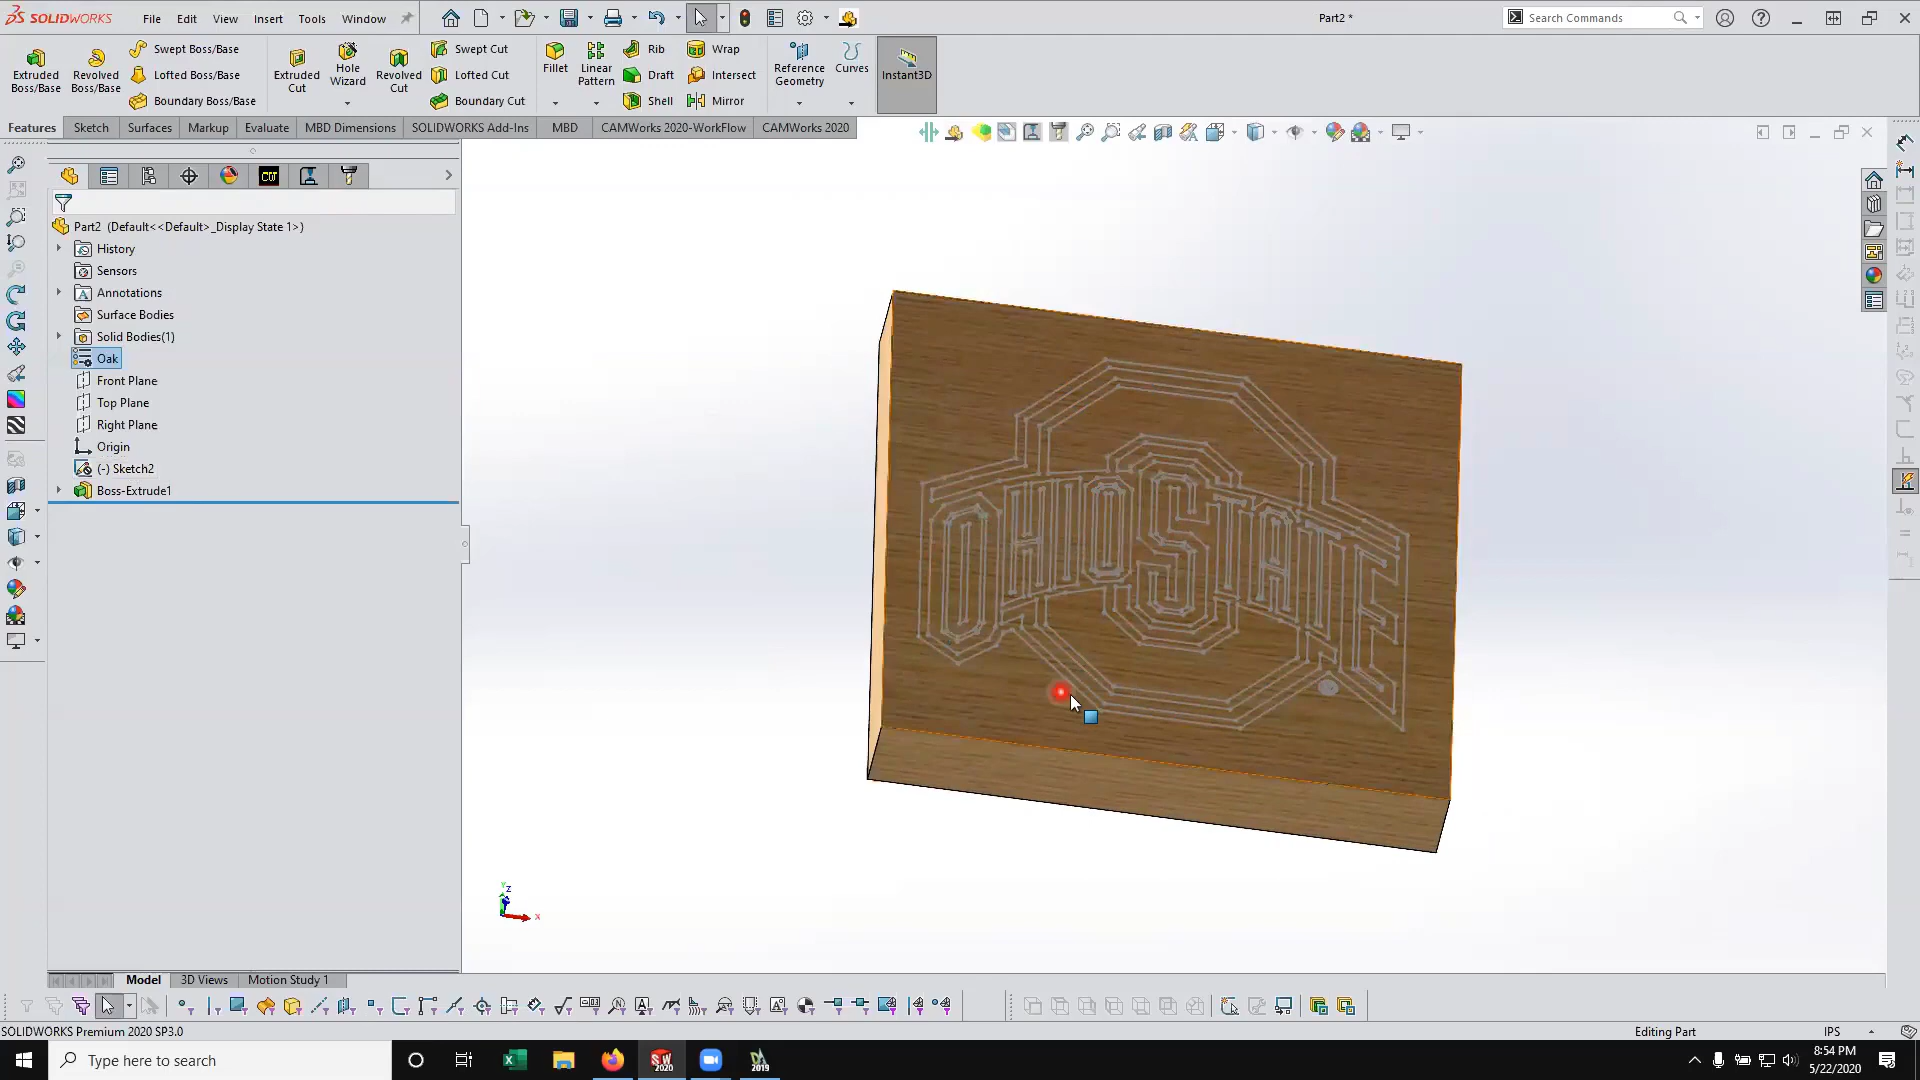 SOLIDWORKS
File
Edit
View
Insert
Tools
Window
Part2 *
Search Commands
Extruded Boss/Base
Revolved Boss/Base
Swept Boss/Base
Lofted Boss/Base
Boundary Boss/Base
Extruded Cut
Hole Wizard
Revolved Cut
Swept Cut
Lofted Cut
Boundary Cut
Fillet
Linear Pattern
Rib
Draft
Shell
Wrap
Intersect
Mirror
Reference Geometry
Curves
Instant3D
Features
Sketch
Surfaces
Markup
Evaluate
MBD Dimensions
SOLIDWORKS Add-Ins
MBD
CAMWorks 2020-WorkFlow
CAMWorks 2020
CW
Part2 (Default<<Default>_Display State 1>)
History
Sensors
Annotations
Surface Bodies
Solid Bodies(1)
Oak
Front Plane
Top Plane
Right Plane
Origin
(-) Sketch2
Boss-Extrude1
OHIO STATE
Y
Z
X
Model
3D Views
Motion Study 1
SOLIDWORKS Premium 2020 SP3.0
Editing Part
IPS
Type here to search
SW 2020
2019
8:54 PM
5/22/2020